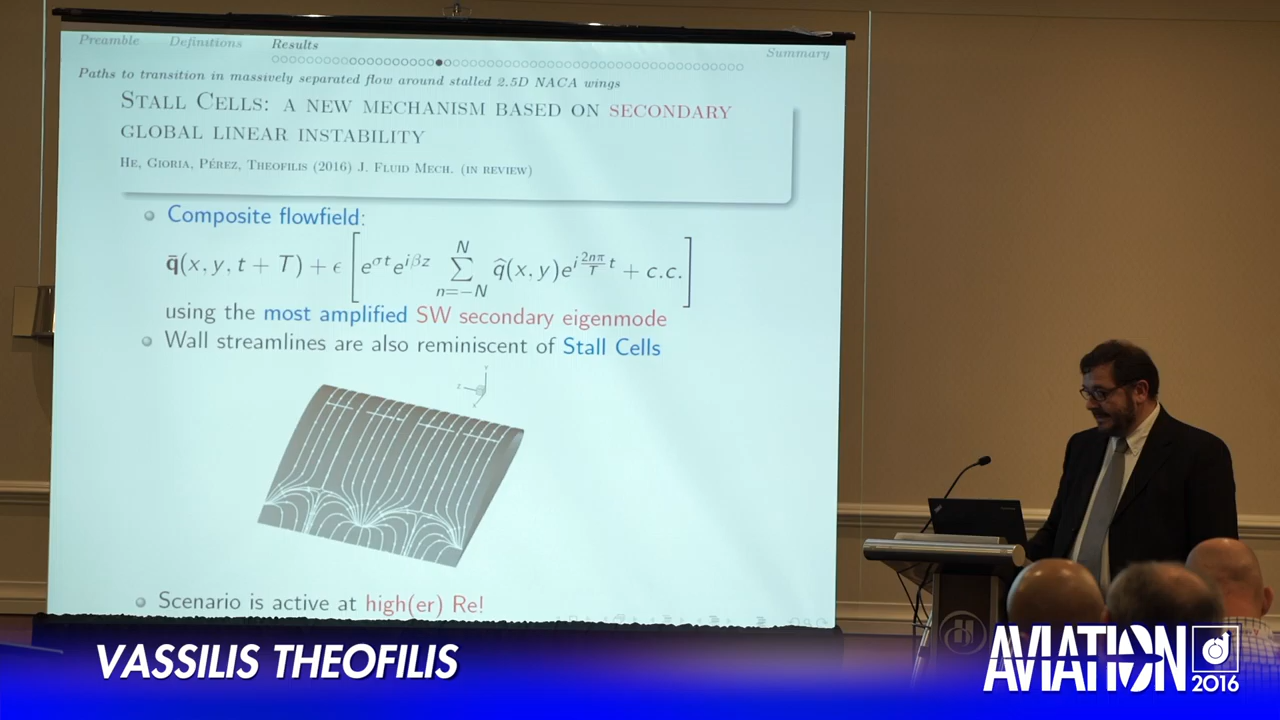 Preamble Definitions Results Summary
Paths to transition in massively separated flow around stalled 2.5D NACA wings
STALL CELLS: A NEW MECHANISM BASED ON SECONDARY
GLOBAL LINEAR INSTABILITY
HE, GIORIA, PÉREZ, THEOFILIS (2016) J. FLUID MECH. (IN REVIEW)
Composite flowfield:
q̄(x, y, t + T) + ϵ [ e^{σt} e^{iβz} ∑_{n=−N}^{N} q̂(x, y) e^{i (2nπ/T) t} + c.c. ]
using the most amplified SW secondary eigenmode
Wall streamlines are also reminiscent of Stall Cells
Scenario is active at high(er) Re!
VASSILIS THEOFILIS
AVIATION
2016